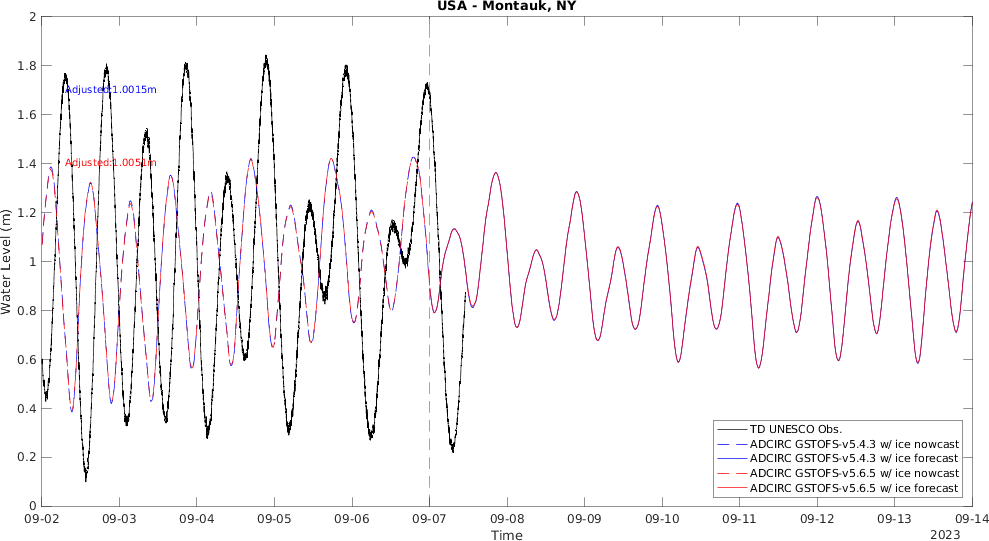 USA - Montauk, NY
2
1.8
1.6
1.4
1.2
1
0.8
0.6
0.4
0.2
0
Water Level (m)
Adjusted:1.0015m
Adjusted:1.0051m
TD UNESCO Obs.
ADCIRC GSTOFS-v5.4.3 w/ ice nowcast
ADCIRC GSTOFS-v5.4.3 w/ ice forecast
ADCIRC GSTOFS-v5.6.5 w/ ice nowcast
ADCIRC GSTOFS-v5.6.5 w/ ice forecast
09-02 09-03 09-04 09-05 09-06 09-07 09-08 09-09 09-10 09-11 09-12 09-13 09-14
Time
2023